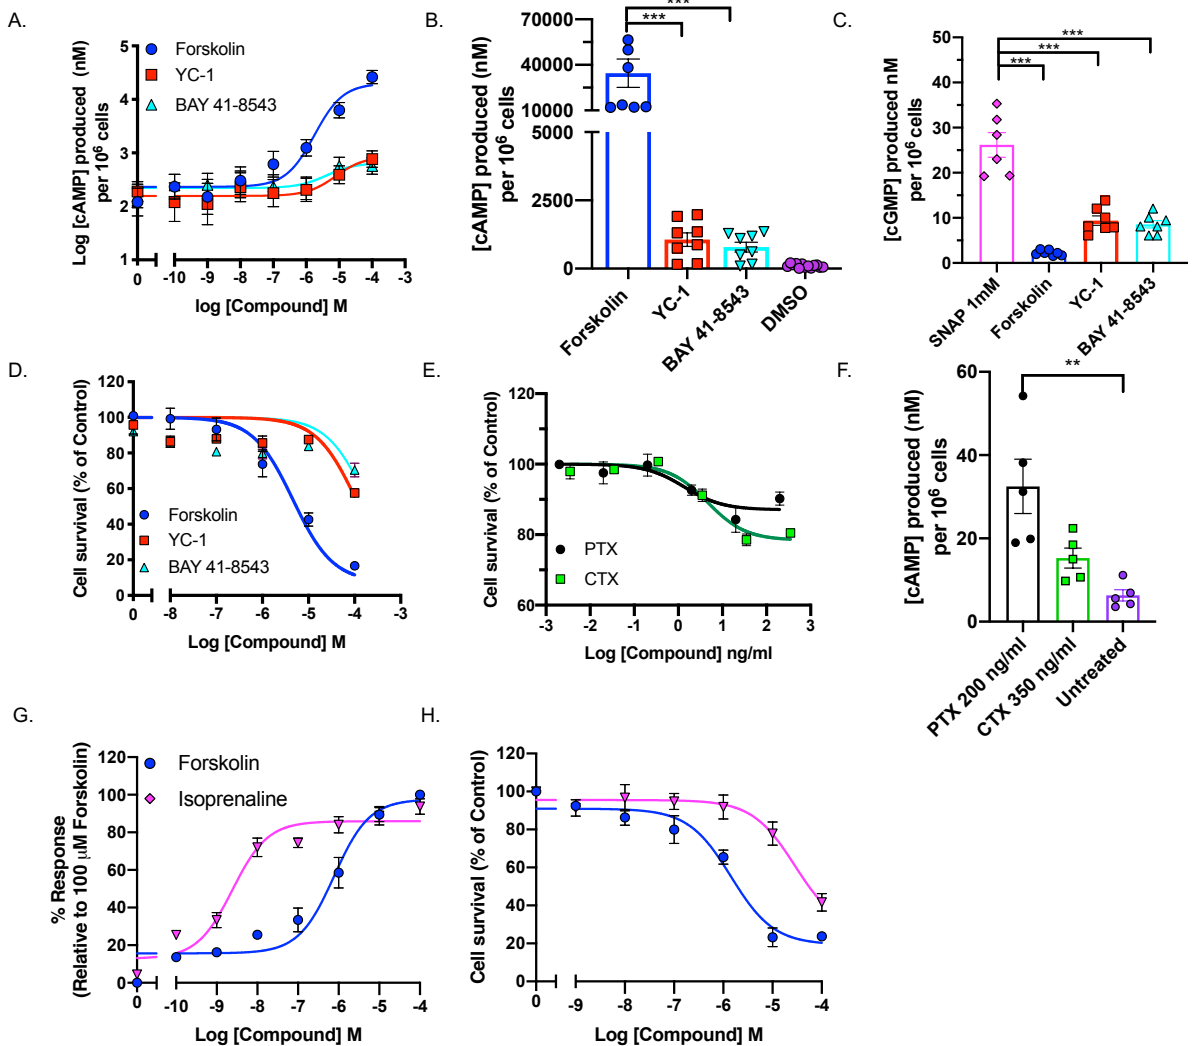 A.
Log [cAMP] produced (nM)
per 10⁶ cells
5
4
3
2
1
Forskolin
YC-1
BAY 41-8543
0
-10
-9
-8
-7
-6
-5
-4
-3
log [Compound] M
B.
[cAMP] produced (nM)
per 10⁶ cells
70000
40000
10000
5000
2500
0
***
***
Forskolin
YC-1
BAY 41-8543
DMSO
C.
[cGMP] produced nM
per 10⁶ cells
50
40
30
20
10
0
***
***
***
SNAP 1mM
Forskolin
YC-1
BAY 41-8543
D.
Cell survival (% of Control)
120
100
80
60
40
20
0
Forskolin
YC-1
BAY 41-8543
0
-8
-7
-6
-5
-4
-3
Log [Compound] M
E.
Cell survival (% of Control)
120
100
80
60
PTX
CTX
-3
-2
-1
0
1
2
3
Log [Compound] ng/ml
F.
[cAMP] produced (nM)
per 10⁶ cells
60
40
20
0
**
PTX 200 ng/ml
CTX 350 ng/ml
Untreated
G.
% Response
(Relative to 100 μM Forskolin)
120
100
80
60
40
20
0
Forskolin
Isoprenaline
0
-10
-9
-8
-7
-6
-5
-4
Log [Compound] M
H.
Cell survival (% of Control)
120
100
80
60
40
20
0
0
-9
-8
-7
-6
-5
-4
Log [Compound] M